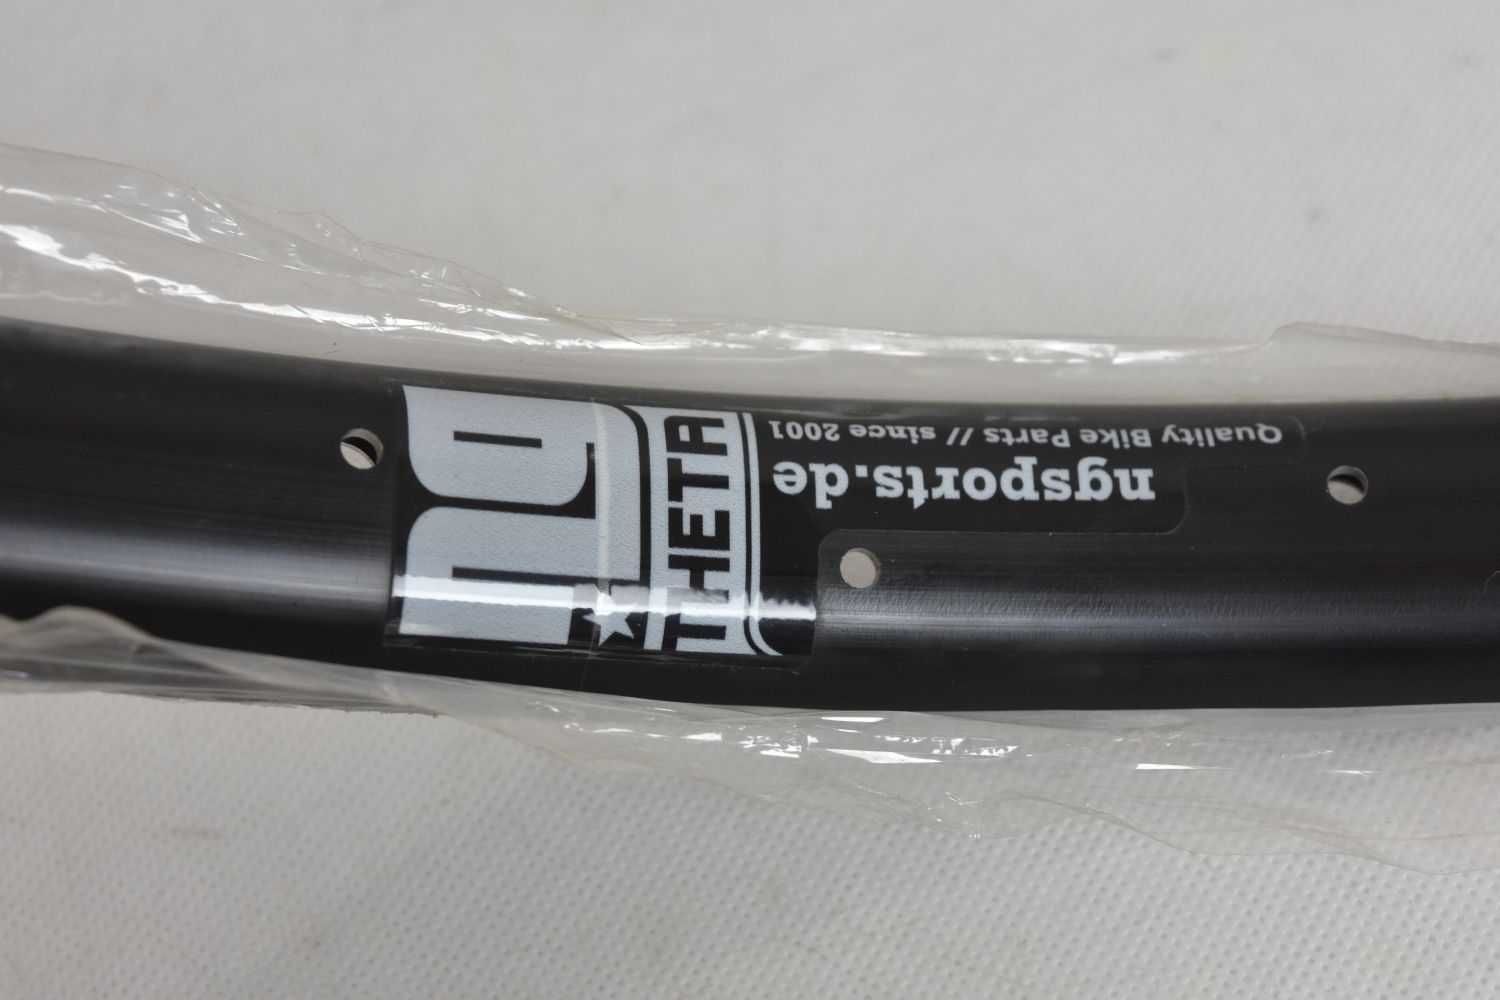 ng
THETA
ngsports.de
Quality Bike Parts // since 2001